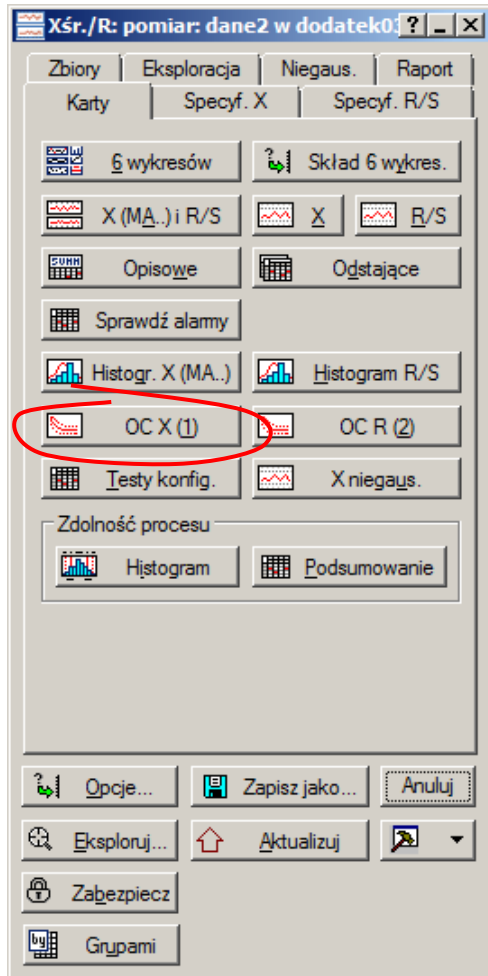 Xśr./R: pomiar: dane2 w dodatek03
Zbiory Eksploracja Niegaus. Raport
Karty Specyf. X Specyf. R/S
6 wykresów Skład 6 wykres.
X (MA..) i R/S X R/S
Opisowe Odstające
Sprawdź alarmy
Histogr. X (MA..) Histogram R/S
OC X (1) OC R (2)
Testy konfig. X niegaus.
Zdolność procesu
Histogram Podsumowanie
Opcje... Zapisz jako... Anuluj
Eksploruj... Aktualizuj
Zabezpiecz
by Grupami